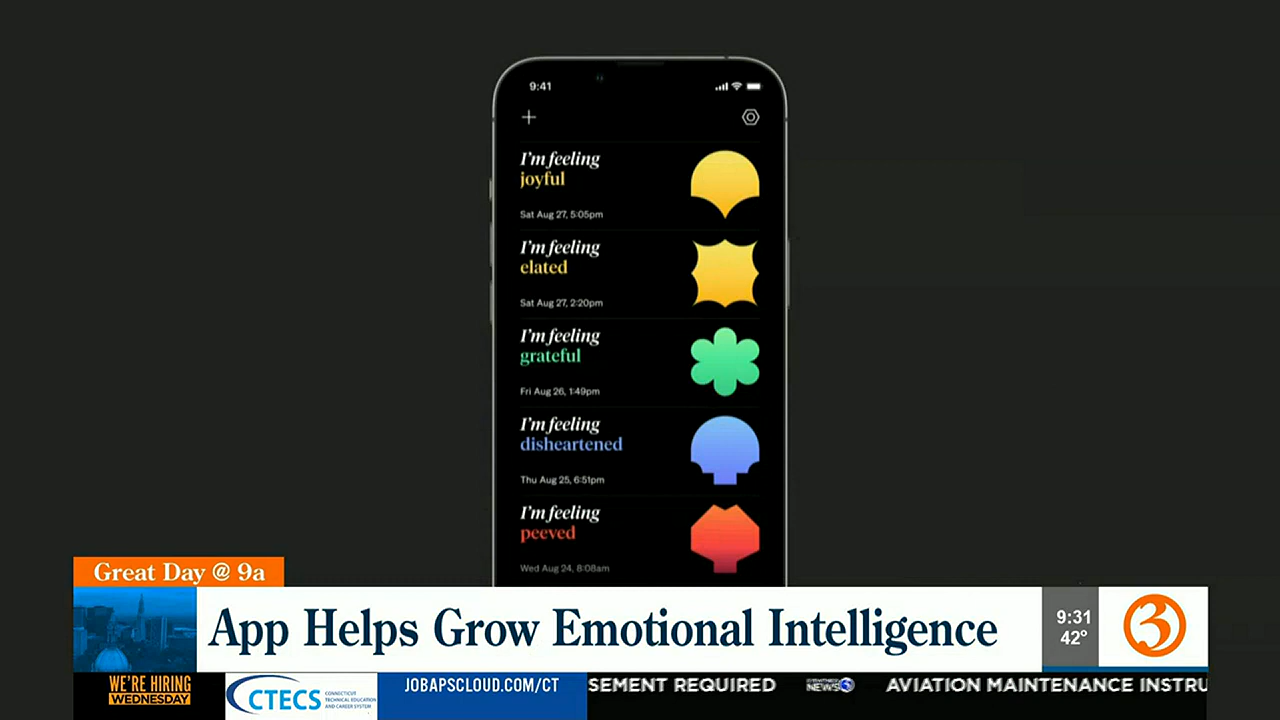 9:41
I'm feeling
joyful
Sat Aug 27, 5:05pm
I'm feeling
elated
Sat Aug 27, 2:20pm
I'm feeling
grateful
Fri Aug 26, 1:49pm
I'm feeling
disheartened
Thu Aug 25, 6:51pm
I'm feeling
peeved
Wed Aug 24, 8:08am
Great Day @ 9a
App Helps Grow Emotional Intelligence
9:31
42°
3
WE'RE HIRING
WEDNESDAY
CTECS
CONNECTICUT
TECHNICAL EDUCATION
AND CAREER SYSTEM
JOBAPSCLOUD.COM/CT
SEMENT REQUIRED
EYEWITNESS
NEWS 3
AVIATION MAINTENANCE INSTRU